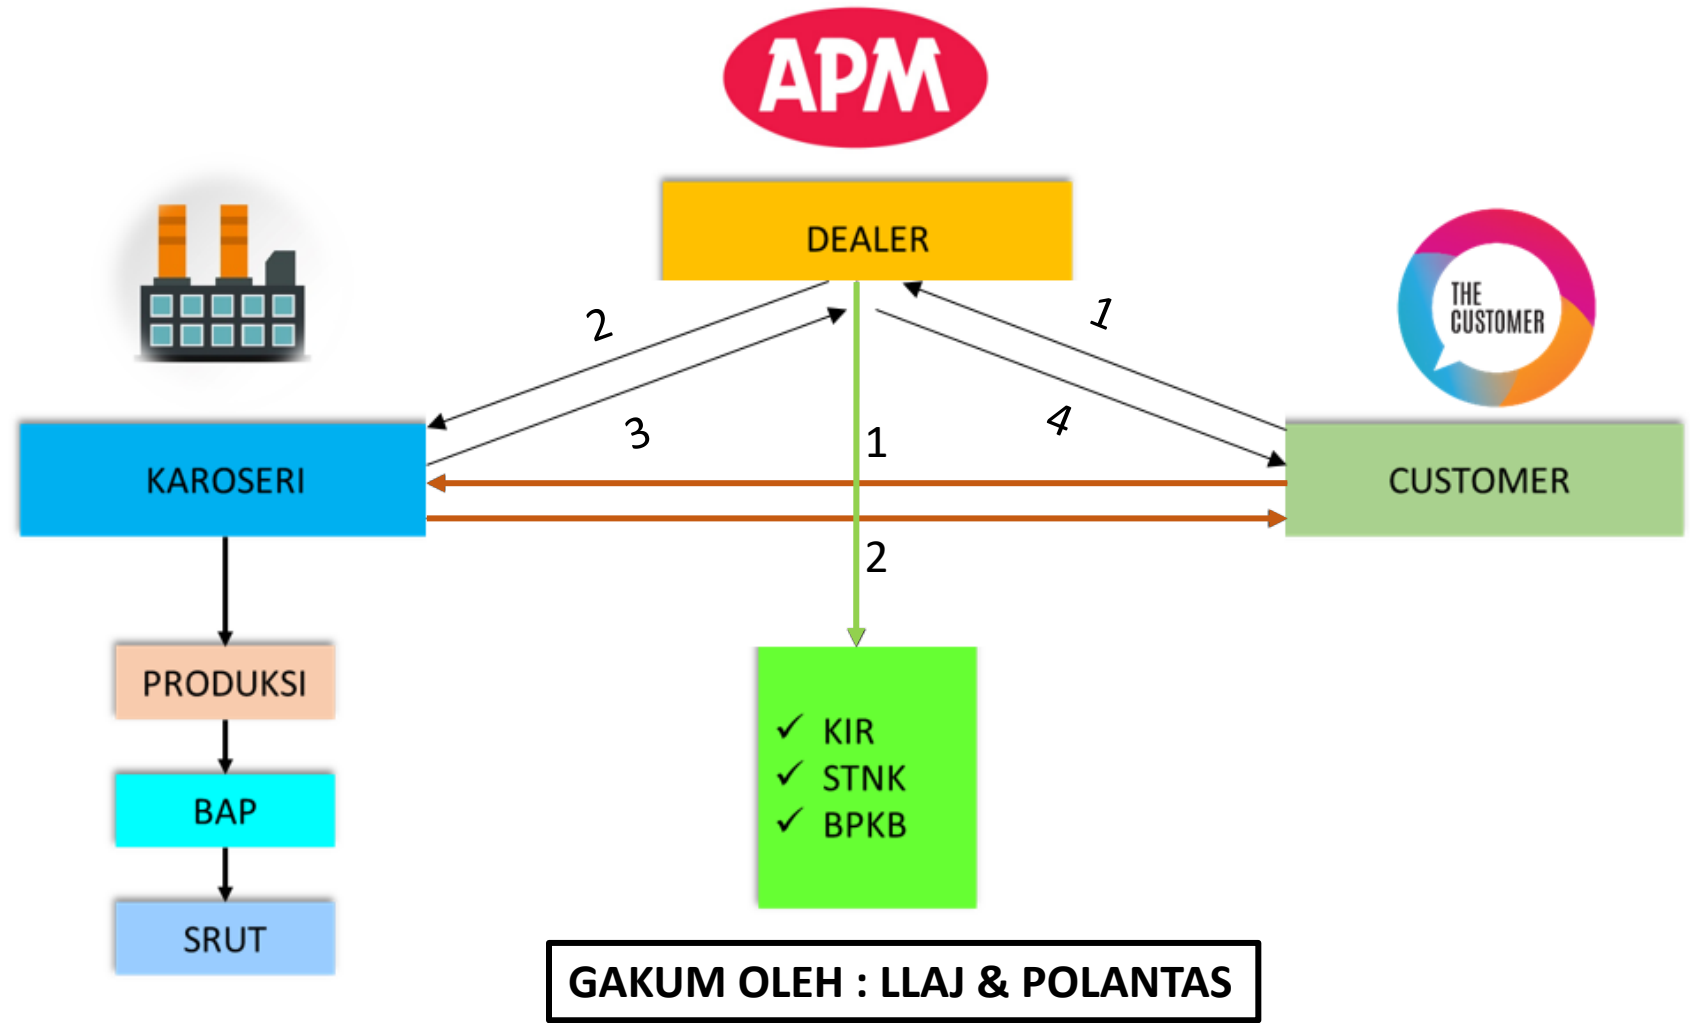 APM
DEALER
THE
CUSTOMER
1
2
3
4
1
KAROSERI
CUSTOMER
2
PRODUKSI
✓ KIR
✓ STNK
✓ BPKB
BAP
SRUT
GAKUM OLEH : LLAJ & POLANTAS